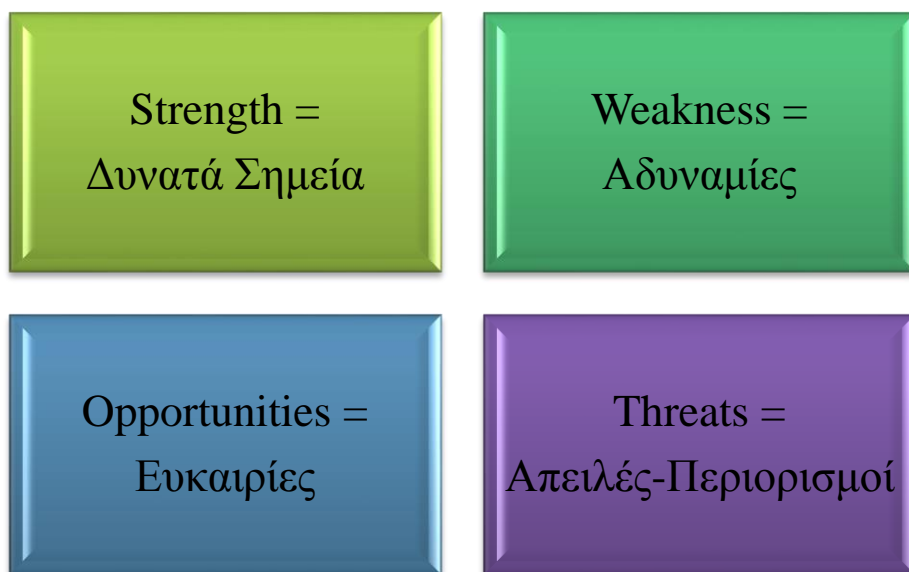 Strength =
Δυνατά Σημεία
Weakness =
Αδυναμίες
Opportunities =
Ευκαιρίες
Threats =
Απειλές-Περιορισμοί